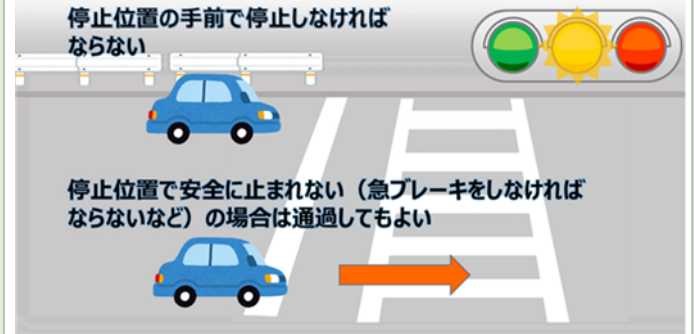 停止位置の手前で停止しなければ
ならない
停止位置で安全に止まれない（急ブレーキをしなければ
ならないなど）の場合は通過してもよい